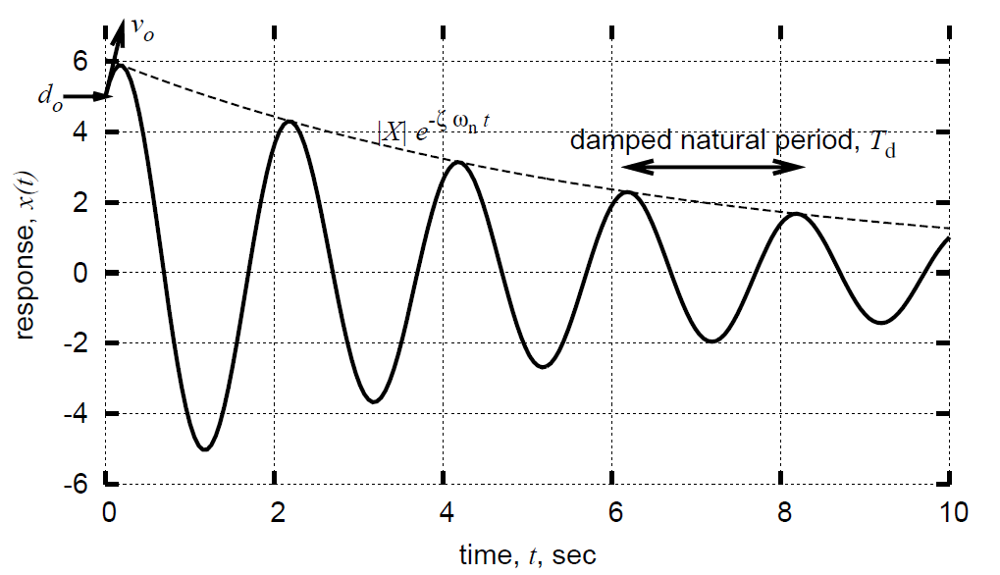 v_o
6
d_o
4
|X| e^{-ζ ω_n t}
damped natural period, T_d
2
response, x(t)
0
-2
-4
-6
0 2 4 6 8 10
time, t, sec